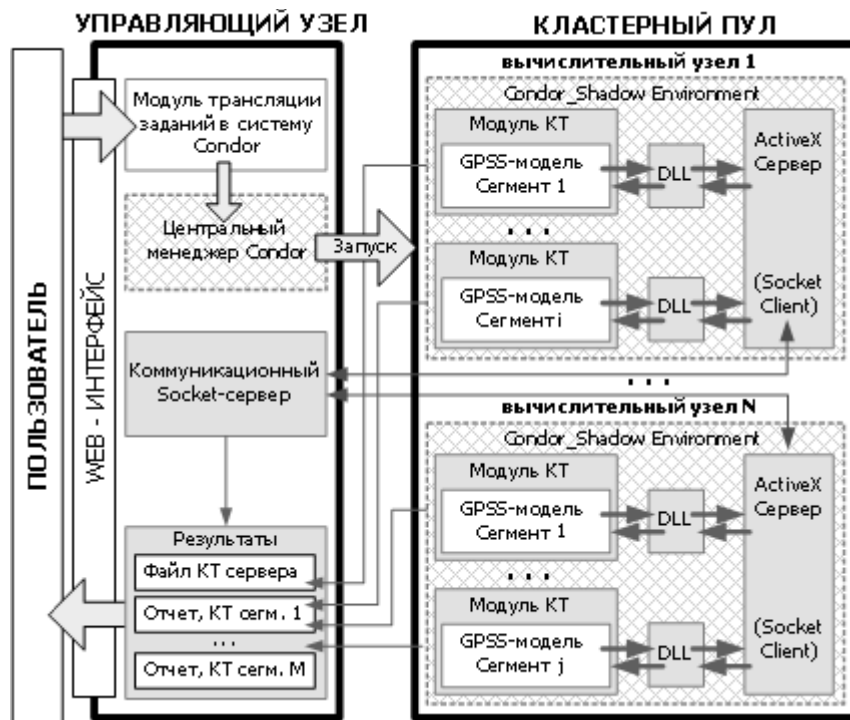 УПРАВЛЯЮЩИЙ УЗЕЛ
КЛАСТЕРНЫЙ ПУЛ
ПОЛЬЗОВАТЕЛЬ
WEB - ИНТЕРФЕЙС
Модуль трансляции
заданий в систему
Condor
Центральный
менеджер Condor
Запуск
Коммуникационный
Socket-сервер
Результаты
Файл КТ сервера
Отчет, КТ сегм. 1
...
Отчет, КТ сегм. M
вычислительный узел 1
Condor_Shadow Environment
Модуль КТ
GPSS-модель
Сегмент 1
DLL
ActiveX
Сервер
...
Модуль КТ
GPSS-модель
Сегмент i
DLL
(Socket
Client)
...
вычислительный узел N
Condor_Shadow Environment
Модуль КТ
GPSS-модель
Сегмент 1
DLL
ActiveX
Сервер
...
Модуль КТ
GPSS-модель
Сегмент j
DLL
(Socket
Client)